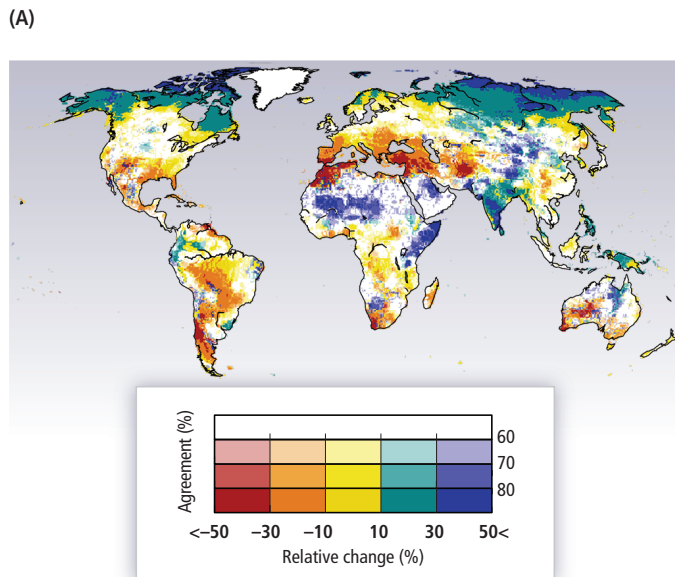 (A)
Agreement (%)
60
70
80
<–50 –30 –10 10 30 50<
Relative change (%)